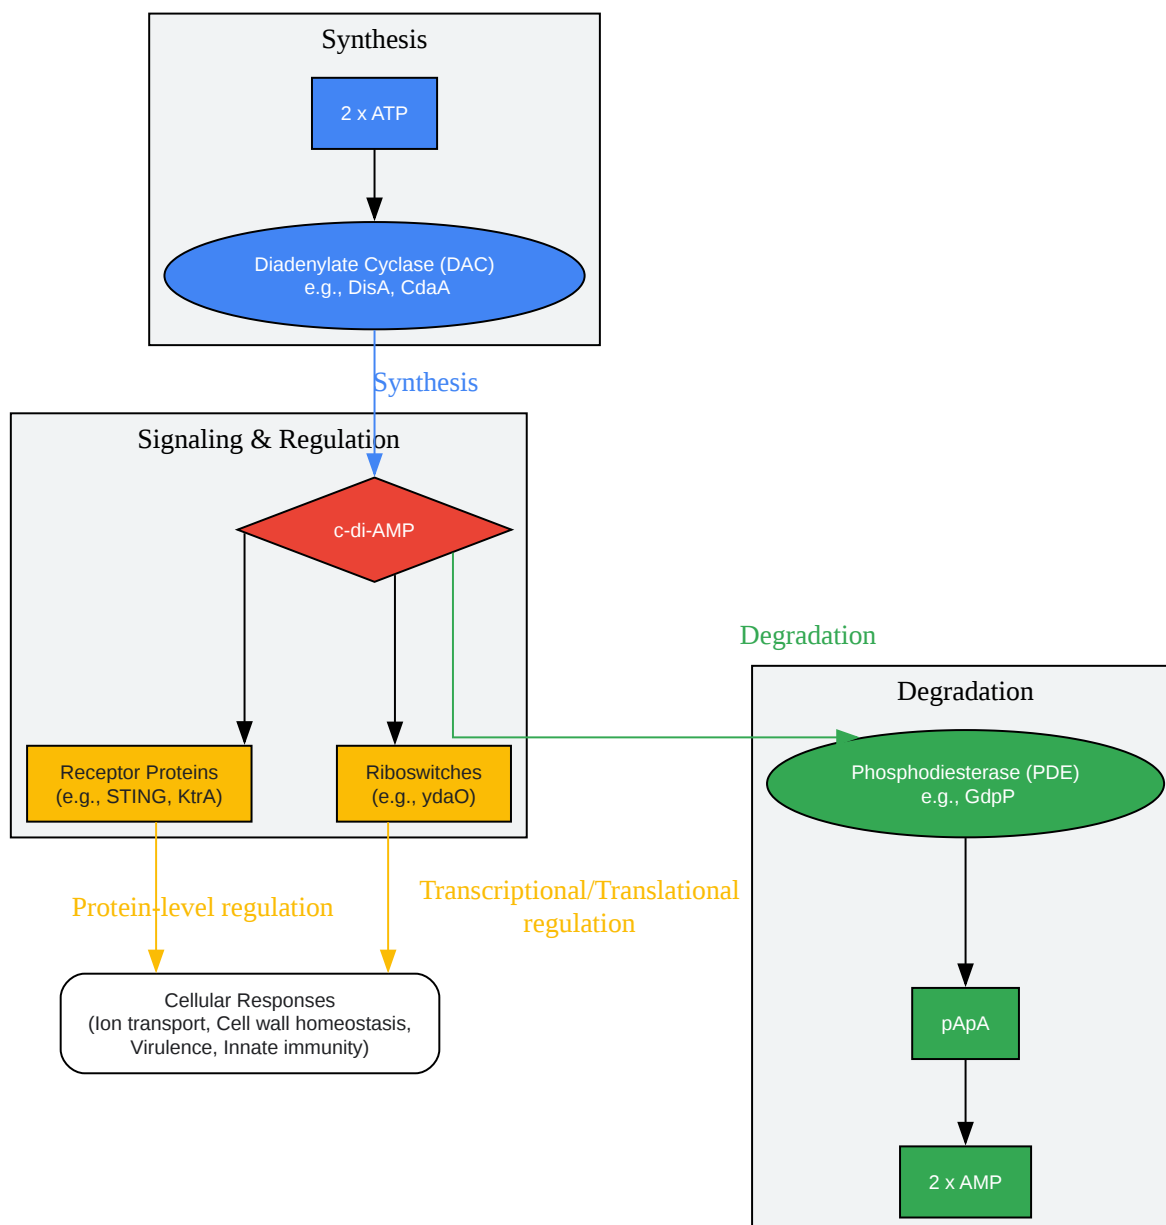 Synthesis
2 x ATP
Diadenylate Cyclase (DAC)
e.g., DisA, CdaA
Synthesis
Signaling & Regulation
c-di-AMP
Degradation
Degradation
Receptor Proteins
(e.g., STING, KtrA)
Riboswitches
(e.g., ydaO)
Phosphodiesterase (PDE)
e.g., GdpP
Protein-level regulation
Transcriptional/Translational
regulation
Cellular Responses
(Ion transport, Cell wall homeostasis,
Virulence, Innate immunity)
pApA
2 x AMP